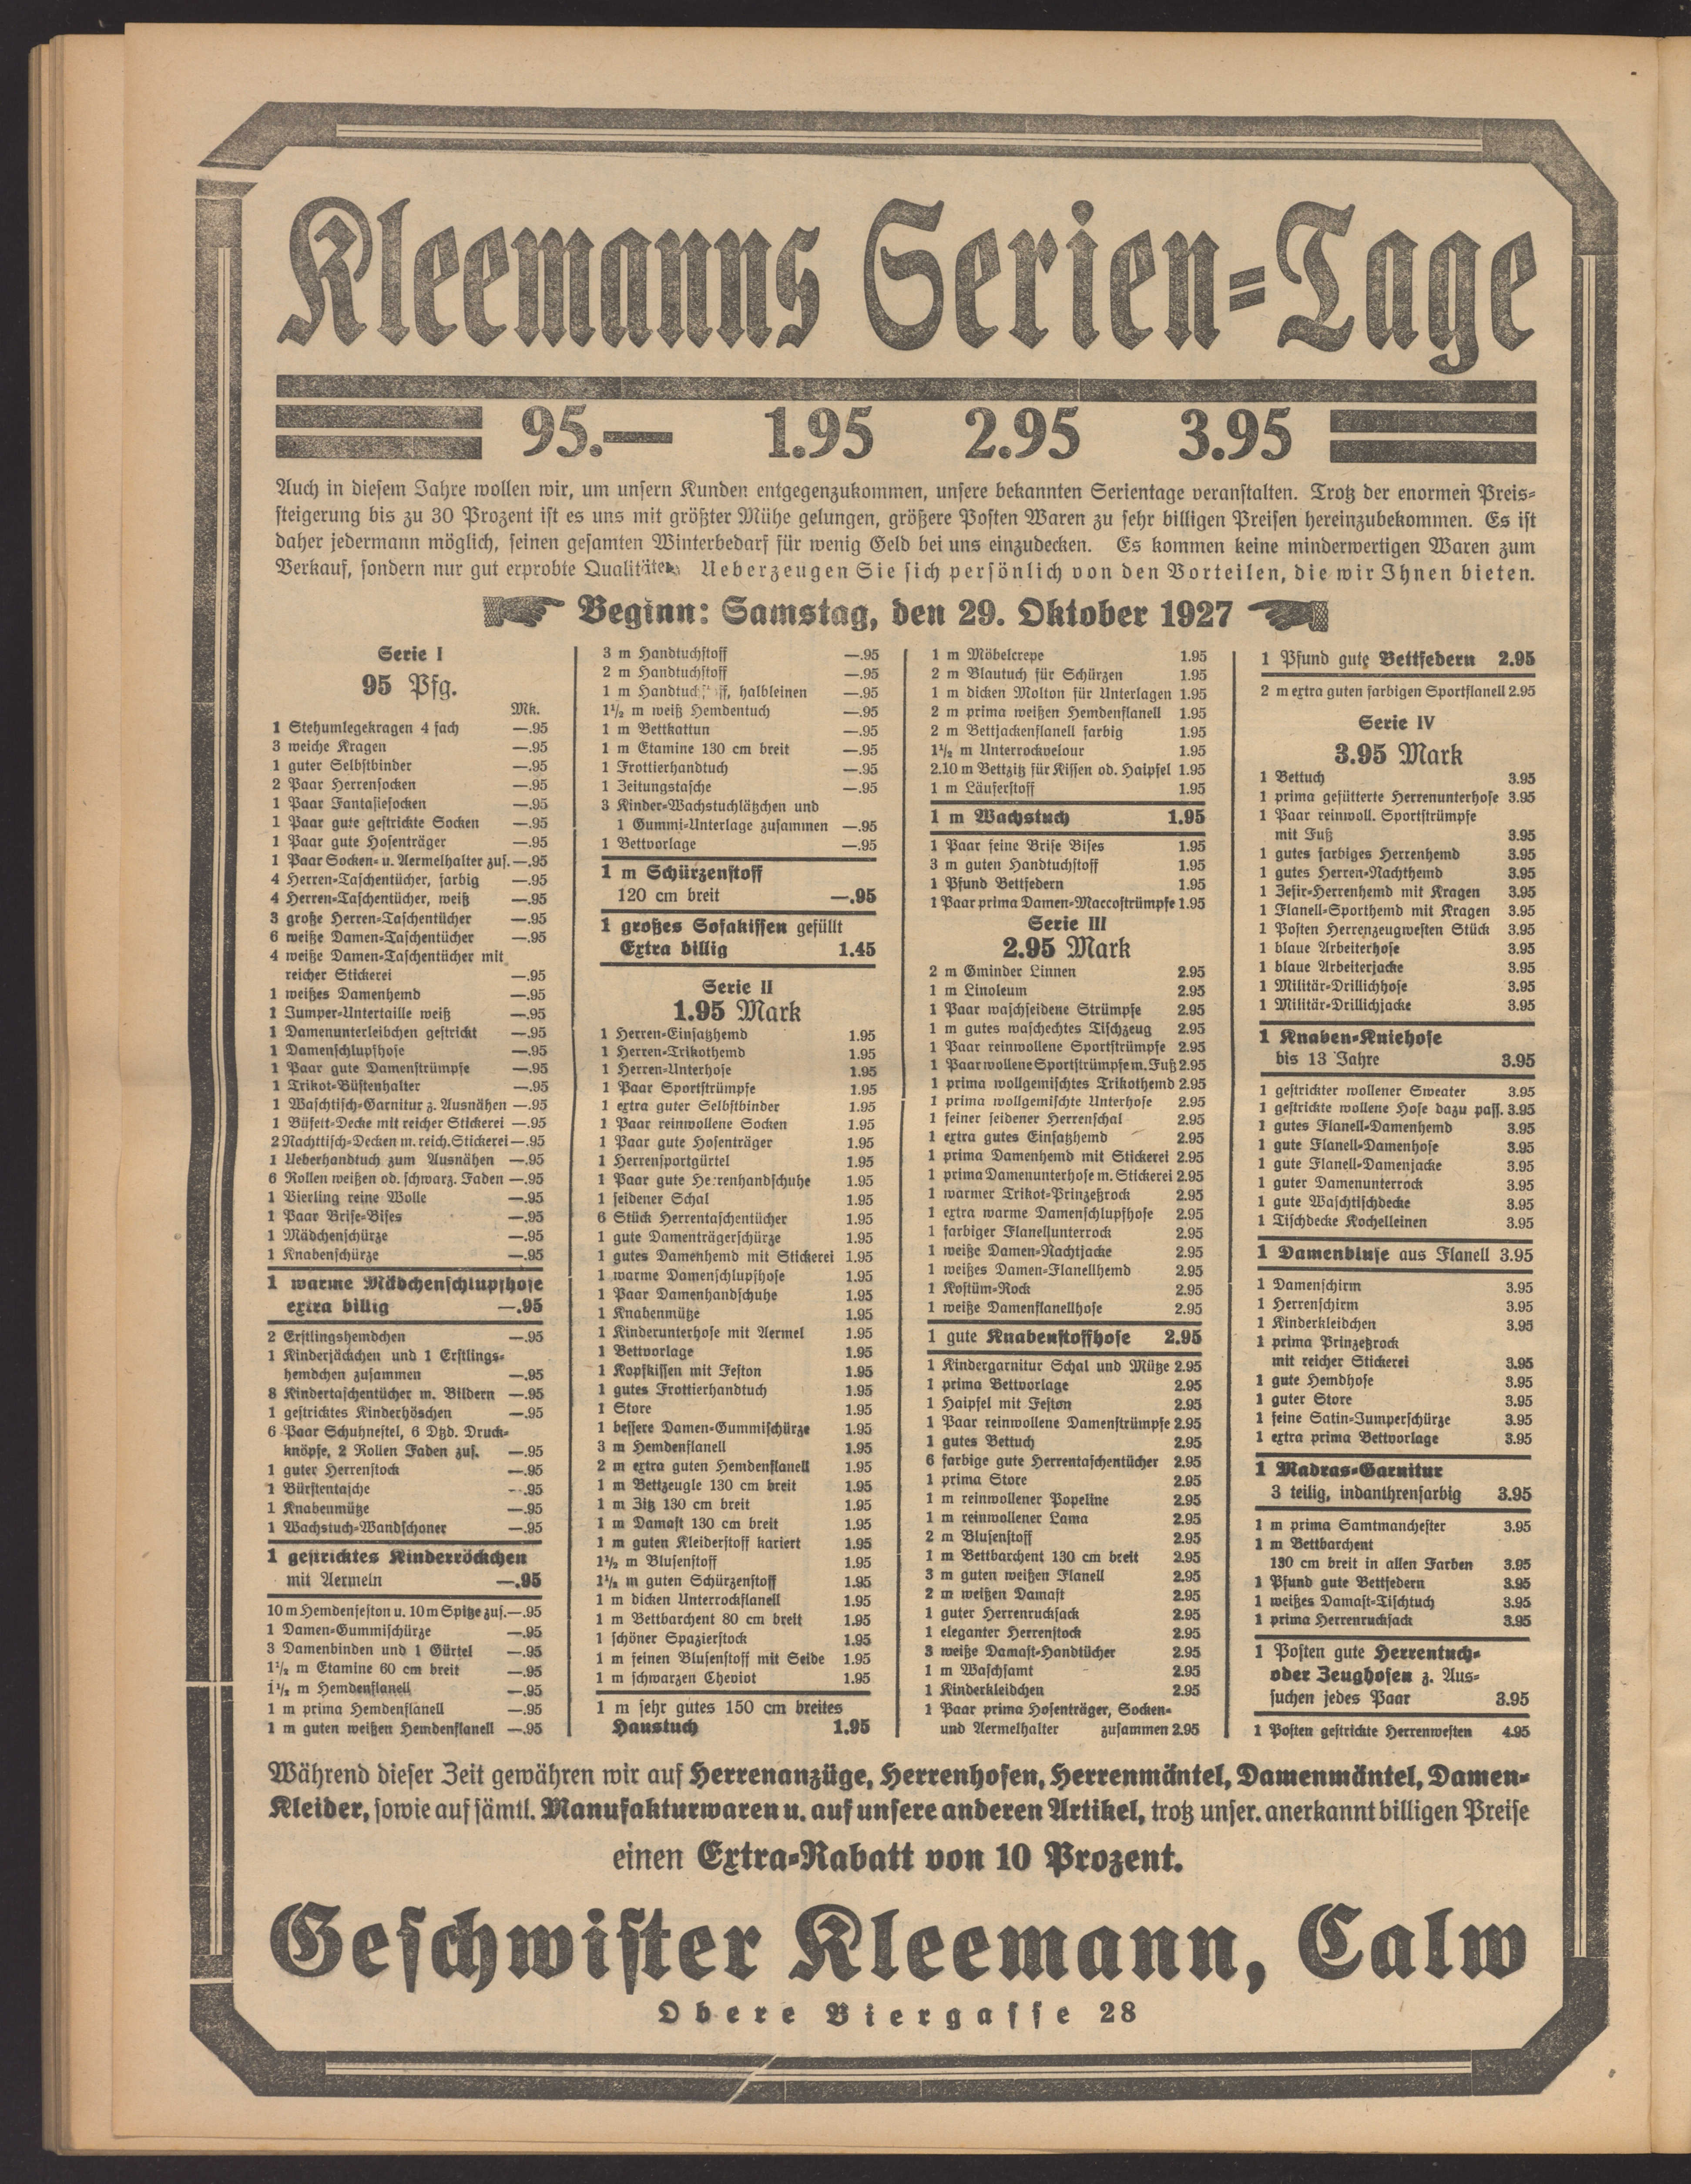 Kleemanns Serien-Tage
95.— 1.95 2.95 3.95
Auch in diesem Jahre wollen wir, um unsern Kunden entgegenzukommen, unsere bekannten Serientage veranstalten. Trotz der enormen Preis-
steigerung bis zu 30 Prozent ist es uns mit größter Mühe gelungen, größere Posten Waren zu sehr billigen Preisen hereinzubekommen. Es ist
daher jedermann möglich, seinen gesamten Winterbedarf für wenig Geld bei uns einzudecken. Es kommen keine minderwertigen Waren zum
Verkauf, sondern nur gut erprobte Qualitäten. Ueberzeugen Sie sich persönlich von den Vorteilen, die wir Ihnen bieten.
Beginn: Samstag, den 29. Oktober 1927
Serie I
95 Pfg.
Mk.
1 Stehumlegekragen 4 fach —.95
3 weiche Kragen —.95
1 guter Selbstbinder —.95
2 Paar Herrensocken —.95
1 Paar Fantasiesocken —.95
1 Paar gute gestrickte Socken —.95
1 Paar gute Hosenträger —.95
1 Paar Socken- u. Aermelhalter zus. —.95
4 Herren-Taschentücher, farbig —.95
4 Herren-Taschentücher, weiß —.95
3 große Herren-Taschentücher —.95
6 weiße Damen-Taschentücher —.95
4 weiße Damen-Taschentücher mit
reicher Stickerei —.95
1 weißes Damenhemd —.95
1 Jumper-Untertaille weiß —.95
1 Damenunterleibchen gestrickt —.95
1 Damenschlupfhose —.95
1 Paar gute Damenstrümpfe —.95
1 Trikot-Büstenhalter —.95
1 Waschtisch-Garnitur z. Ausnähen —.95
1 Büfett-Decke mit reicher Stickerei —.95
2 Nachttisch-Decken m. reich. Stickerei —.95
1 Ueberhandtuch zum Ausnähen —.95
6 Rollen weißen od. schwarz. Faden —.95
1 Vierling reine Wolle —.95
1 Paar Brise-Bises —.95
1 Mädchenschürze —.95
1 Knabenschürze —.95
1 warme Mädchenschlupfhose
extra billig —.95
2 Erstlingshemdchen —.95
1 Kinderjäckchen und 1 Erstlings-
hemdchen zusammen —.95
8 Kindertaschentücher m. Bildern —.95
1 gestricktes Kinderhöschen —.95
6 Paar Schuhnestel, 6 Dtzd. Druck-
knöpfe, 2 Rollen Faden zus. —.95
1 guter Herrenstock —.95
1 Bürstentasche —.95
1 Knabenmütze —.95
1 Wachstuch-Wandschoner —.95
1 gestricktes Kinderröckchen
mit Aermeln —.95
10 m Hemdenfeston u. 10 m Spitze zus. —.95
1 Damen-Gummischürze —.95
3 Damenbinden und 1 Gürtel —.95
1½ m Etamine 60 cm breit —.95
1½ m Hemdenflanell —.95
1 m prima Hemdenflanell —.95
1 m guten weißen Hemdenflanell —.95
3 m Handtuchstoff —.95
2 m Handtuchstoff —.95
1 m Handtuchstoff, halbleinen —.95
1½ m weiß Hemdentuch —.95
1 m Bettkattun —.95
1 m Etamine 130 cm breit —.95
1 Frottierhandtuch —.95
1 Zeitungstasche —.95
3 Kinder-Wachstuchlätzchen und
1 Gummi-Unterlage zusammen —.95
1 Bettvorlage —.95
1 m Schürzenstoff
120 cm breit —.95
1 großes Sofakissen gefüllt
Extra billig 1.45
Serie II
1.95 Mark
1 Herren-Einsatzhemd 1.95
1 Herren-Trikothemd 1.95
1 Herren-Unterhose 1.95
1 Paar Sportstrümpfe 1.95
1 extra guter Selbstbinder 1.95
1 Paar reinwollene Socken 1.95
1 Paar gute Hosenträger 1.95
1 Herrensportgürtel 1.95
1 Paar gute Herrenhandschuhe 1.95
1 seidener Schal 1.95
6 Stück Herrentaschentücher 1.95
1 gute Damenträgerschürze 1.95
1 gutes Damenhemd mit Stickerei 1.95
1 warme Damenschlupfhose 1.95
1 Paar Damenhandschuhe 1.95
1 Knabenmütze 1.95
1 Kinderunterhose mit Aermel 1.95
1 Bettvorlage 1.95
1 Kopfkissen mit Feston 1.95
1 gutes Frottierhandtuch 1.95
1 Store 1.95
1 bessere Damen-Gummischürze 1.95
3 m Hemdenflanell 1.95
2 m extra guten Hemdenflanell 1.95
1 m Bettzeugle 130 cm breit 1.95
1 m Zitz 130 cm breit 1.95
1 m Damast 130 cm breit 1.95
1 m guten Kleiderstoff kariert 1.95
1½ m Blusenstoff 1.95
1½ m guten Schürzenstoff 1.95
1 m dicken Unterrockflanell 1.95
1 m Bettbarchent 80 cm breit 1.95
1 schöner Spazierstock 1.95
1 m feinen Blusenstoff mit Seide 1.95
1 m schwarzen Cheviot 1.95
1 m sehr gutes 150 cm breites
Haustuch 1.95
1 m Möbelcrepe 1.95
2 m Blautuch für Schürzen 1.95
1 m dicken Molton für Unterlagen 1.95
2 m prima weißen Hemdenflanell 1.95
2 m Bettjackenflanell farbig 1.95
1½ m Unterrockvelour 1.95
2.10 m Bettzitz für Kissen od. Haipfel 1.95
1 m Läuferstoff 1.95
1 m Wachstuch 1.95
1 Paar feine Brise Bises 1.95
3 m guten Handtuchstoff 1.95
1 Pfund Bettfedern 1.95
1 Paar prima Damen-Maccostrümpfe 1.95
Serie III
2.95 Mark
2 m Gminder Linnen 2.95
1 m Linoleum 2.95
1 Paar waschseidene Strümpfe 2.95
1 m gutes waschechtes Tischzeug 2.95
1 Paar reinwollene Sportstrümpfe 2.95
1 Paar wollene Sportstrümpfe m. Fuß 2.95
1 prima wollgemischtes Trikothemd 2.95
1 prima wollgemischte Unterhose 2.95
1 feiner seidener Herrenschal 2.95
1 extra gutes Einsatzhemd 2.95
1 prima Damenhemd mit Stickerei 2.95
1 prima Damenunterhose m. Stickerei 2.95
1 warmer Trikot-Prinzeßrock 2.95
1 extra warme Damenschlupfhose 2.95
1 farbiger Flanellunterrock 2.95
1 weiße Damen-Nachtjacke 2.95
1 weißes Damen-Flanellhemd 2.95
1 Kostüm-Rock 2.95
1 weiße Damenflanellhose 2.95
1 gute Knabenstoffhose 2.95
1 Kindergarnitur Schal und Mütze 2.95
1 prima Bettvorlage 2.95
1 Haipfel mit Feston 2.95
1 Paar reinwollene Damenstrümpfe 2.95
1 gutes Bettuch 2.95
6 farbige gute Herrentaschentücher 2.95
1 prima Store 2.95
1 m reinwollener Popeline 2.95
1 m reinwollener Lama 2.95
2 m Blusenstoff 2.95
1 m Bettbarchent 130 cm breit 2.95
3 m guten weißen Flanell 2.95
2 m weißen Damast 2.95
1 guter Herrenrucksack 2.95
1 eleganter Herrenstock 2.95
3 weiße Damast-Handtücher 2.95
1 m Waschsamt 2.95
1 Kinderkleidchen 2.95
1 Paar prima Hosenträger, Socken-
und Aermelhalter zusammen 2.95
1 Pfund gute Bettfedern 2.95
2 m extra guten farbigen Sportflanell 2.95
Serie IV
3.95 Mark
1 Bettuch 3.95
1 prima gefütterte Herrenunterhose 3.95
1 Paar reinwoll. Sportstrümpfe
mit Fuß 3.95
1 gutes farbiges Herrenhemd 3.95
1 gutes Herren-Nachthemd 3.95
1 Zefir-Herrenhemd mit Kragen 3.95
1 Flanell-Sporthemd mit Kragen 3.95
1 Posten Herrenzeugwesten Stück 3.95
1 blaue Arbeiterhose 3.95
1 blaue Arbeiterjacke 3.95
1 Militär-Drillichhose 3.95
1 Militär-Drillichjacke 3.95
1 Knaben-Kniehose
bis 13 Jahre 3.95
1 gestrickter wollener Sweater 3.95
1 gestrickte wollene Hose dazu pass. 3.95
1 gutes Flanell-Damenhemd 3.95
1 gute Flanell-Damenhose 3.95
1 gute Flanell-Damenjacke 3.95
1 guter Damenunterrock 3.95
1 gute Waschtischdecke 3.95
1 Tischdecke Kochelleinen 3.95
1 Damenbluse aus Flanell 3.95
1 Damenschirm 3.95
1 Herrenschirm 3.95
1 Kinderkleidchen 3.95
1 prima Prinzeßrock
mit reicher Stickerei 3.95
1 gute Hemdhose 3.95
1 guter Store 3.95
1 feine Satin-Jumperschürze 3.95
1 extra prima Bettvorlage 3.95
1 Madras-Garnitur
3 teilig, indanthrenfarbig 3.95
1 m prima Samtmanchester 3.95
1 m Bettbarchent
130 cm breit in allen Farben 3.95
1 Pfund gute Bettfedern 3.95
1 weißes Damast-Tischtuch 3.95
1 prima Herrenrucksack 3.95
1 Posten gute Herrentuch-
oder Zeughosen z. Aus-
suchen jedes Paar 3.95
1 Posten gestrickte Herrenwesten 4.95
Während dieser Zeit gewähren wir auf Herrenanzüge, Herrenhosen, Herrenmäntel, Damenmäntel, Damen-
Kleider, sowie auf sämtl. Manufakturwaren u. auf unsere anderen Artikel, trotz unser. anerkannt billigen Preise
einen Extra-Rabatt von 10 Prozent.
Geschwister Kleemann, Calw
Obere Biergasse 28